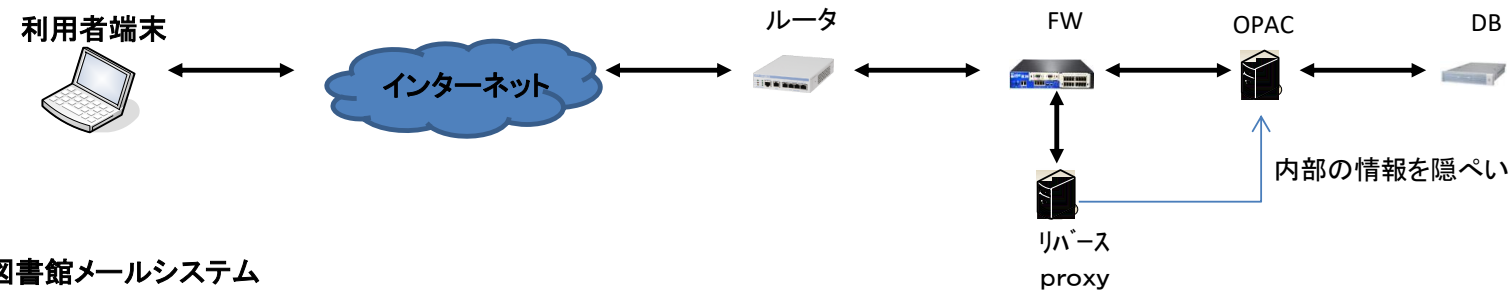 利用者端末
インターネット
ルータ
FW
OPAC
DB
内部の情報を隠ぺい
ﾘﾊﾞｰｽ
proxy
図書館メールシステム